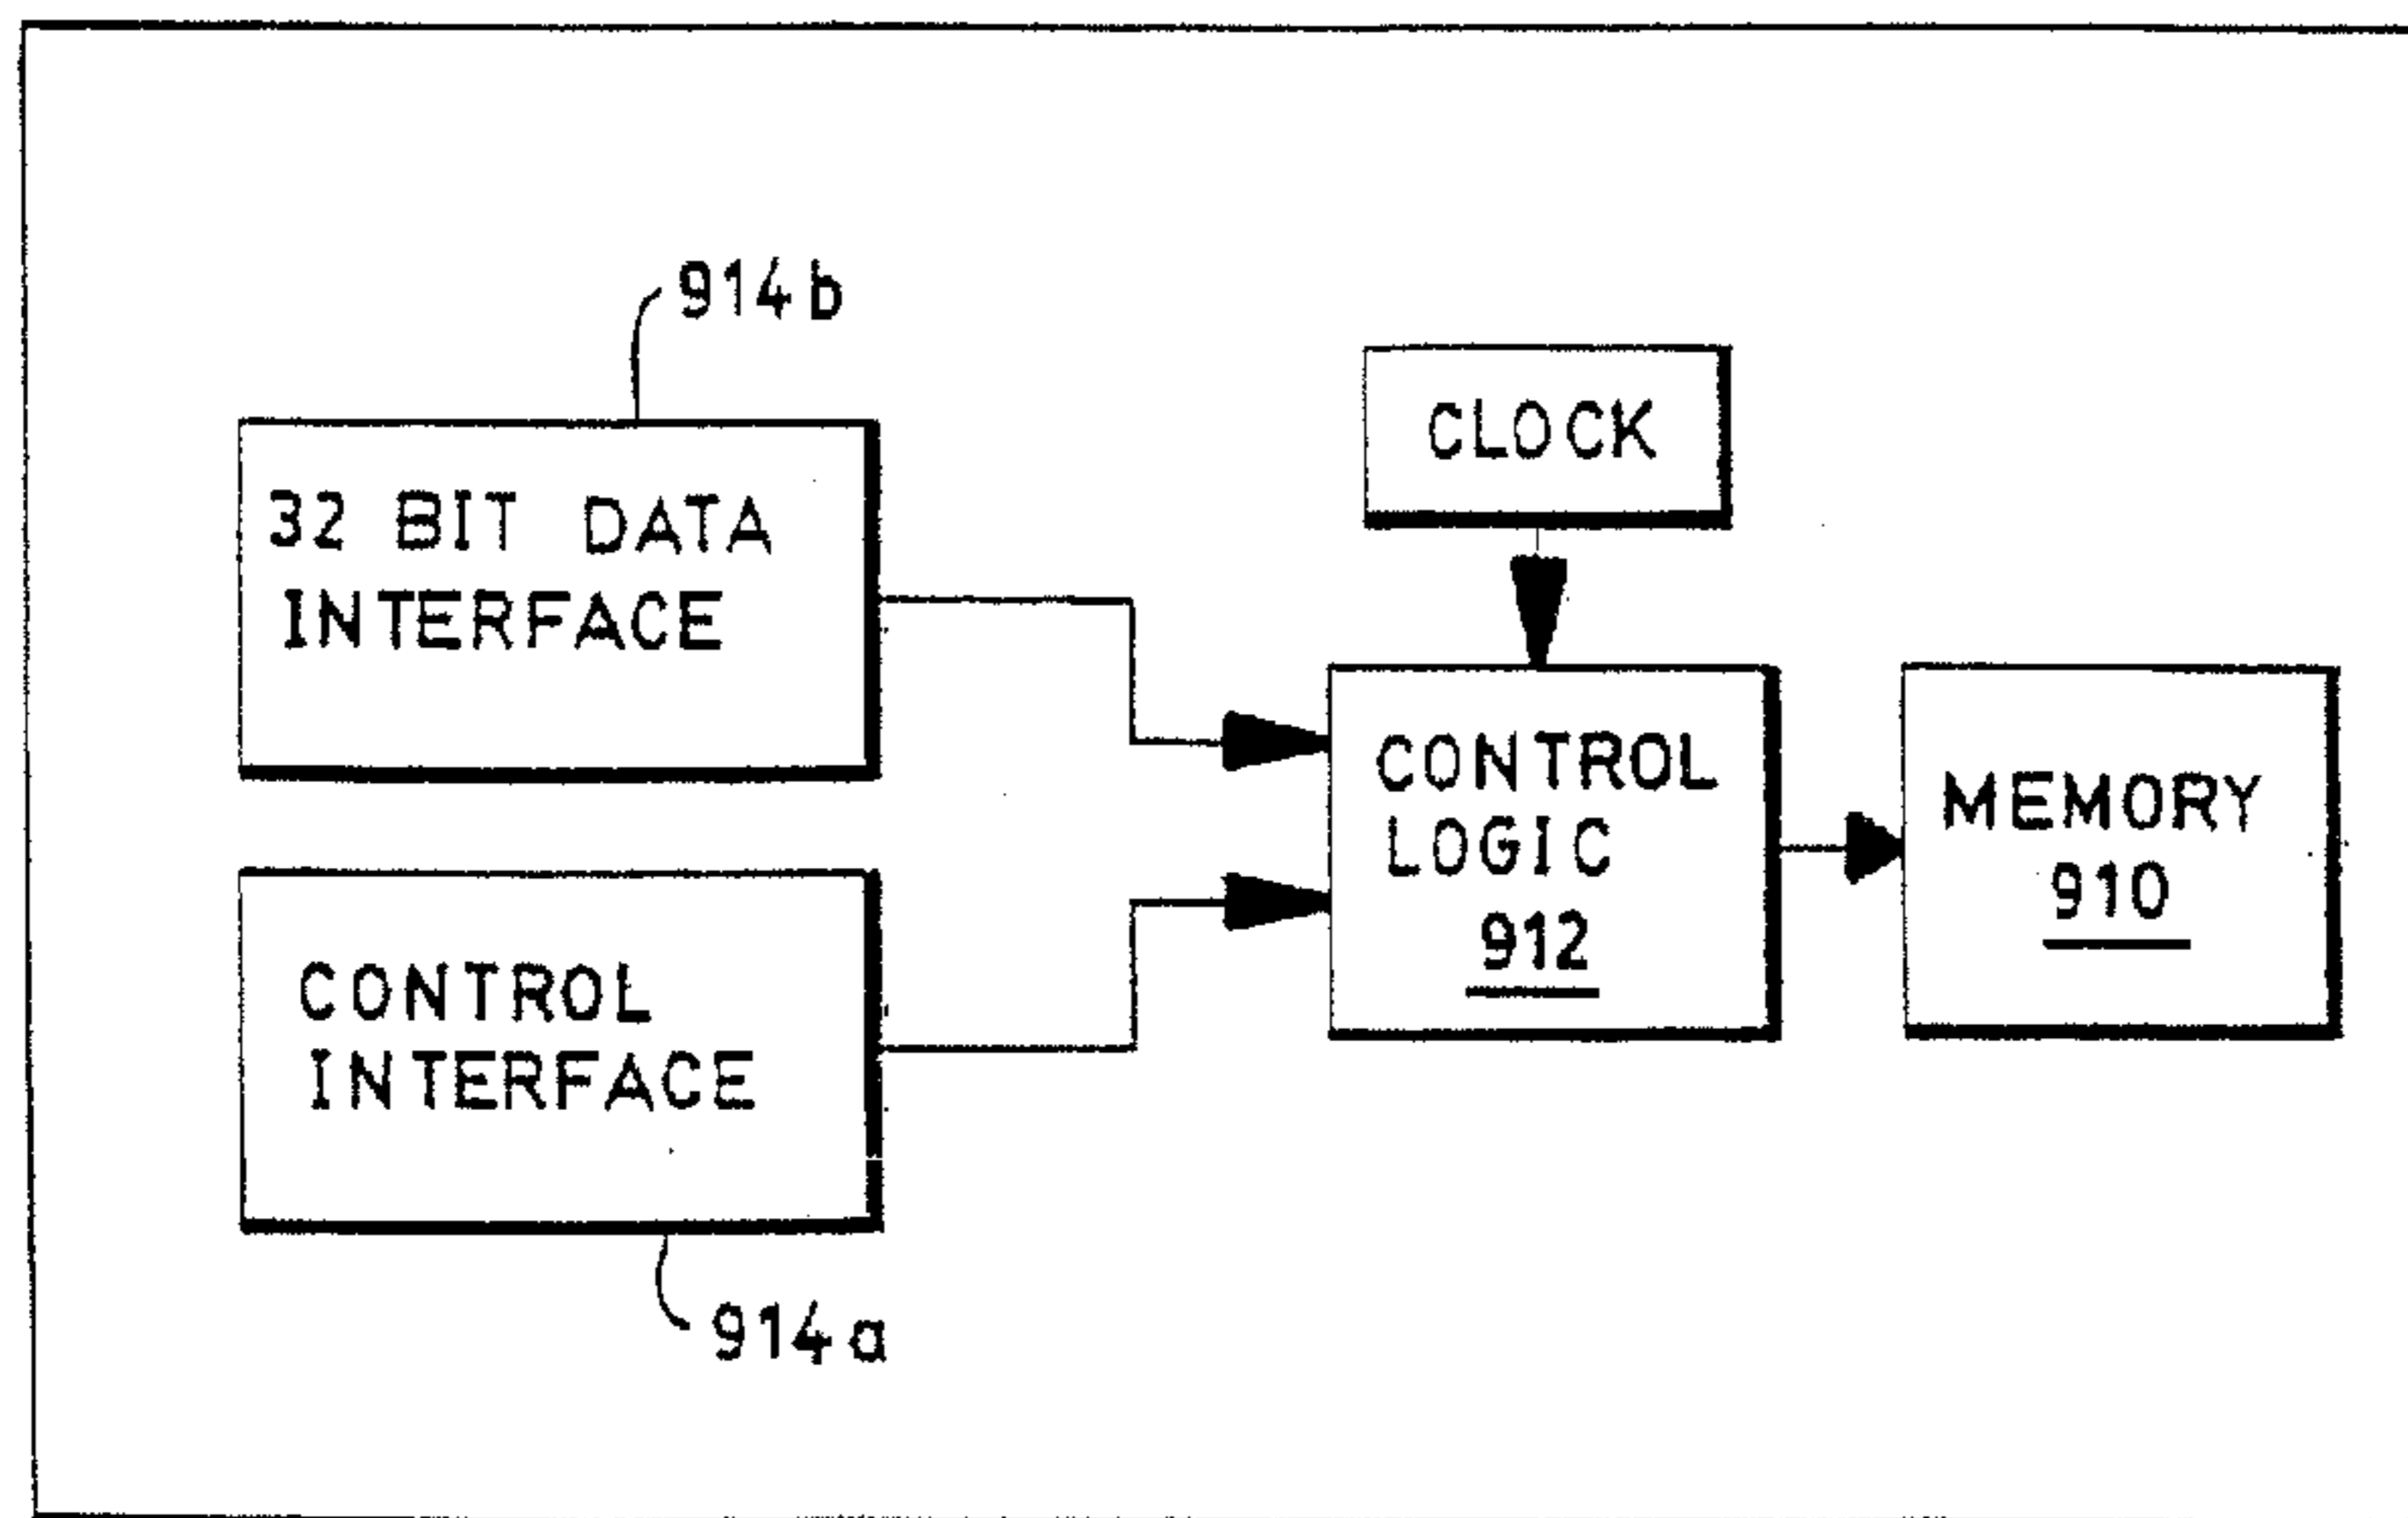 914b
32 BIT DATA
INTERFACE
CLOCK
CONTROL
LOGIC
912
MEMORY
910
CONTROL
INTERFACE
914a